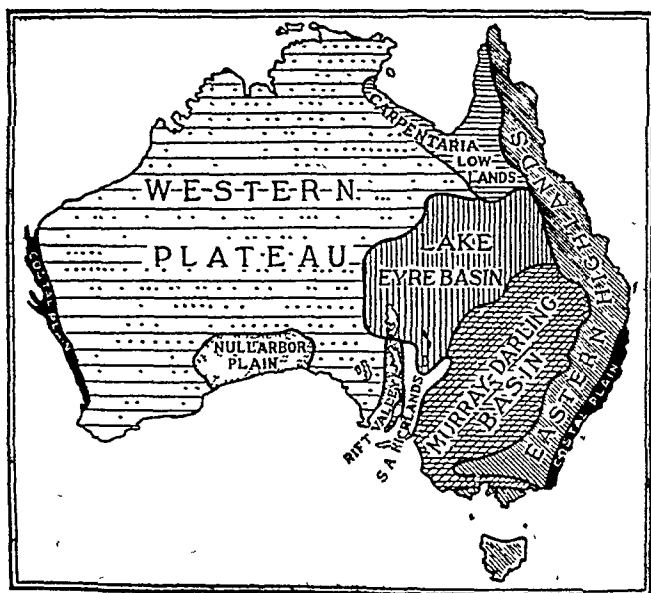 CARPENTARIA
LOW
LANDS
WESTERN
PLATEAU
LAKE
EYRE BASIN
EASTERN HIGHLANDS
COASTAL PLAIN
NULLARBOR
PLAIN
RIFT VALLEY
S A HIGHLANDS
MURRAY-DARLING
BASIN
COASTAL PLAIN